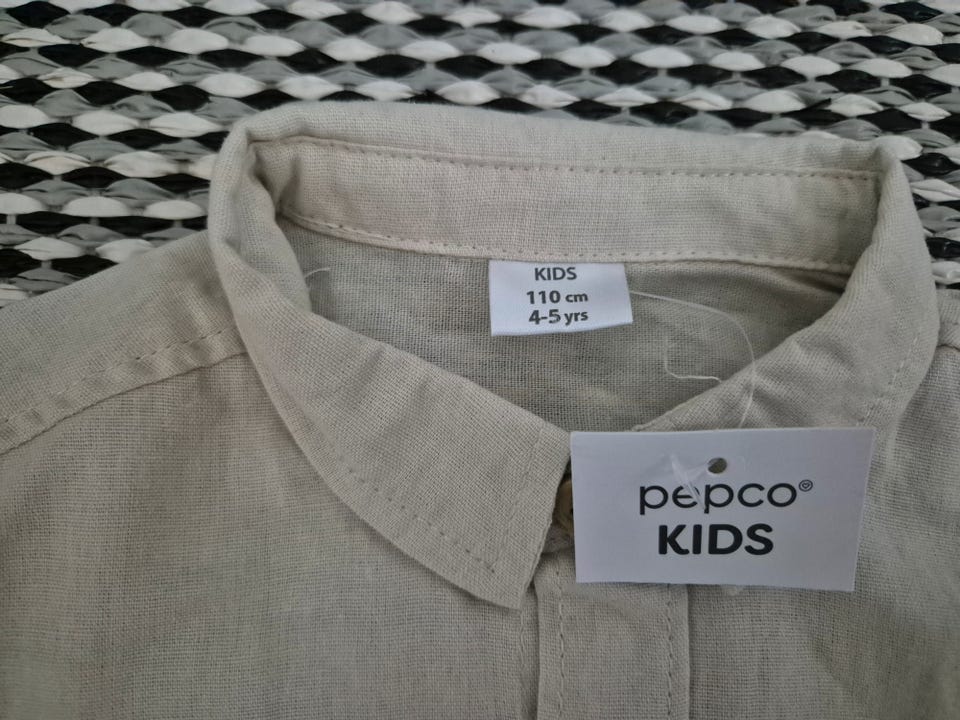 KIDS
110 cm
4-5 yrs
pepco
KIDS